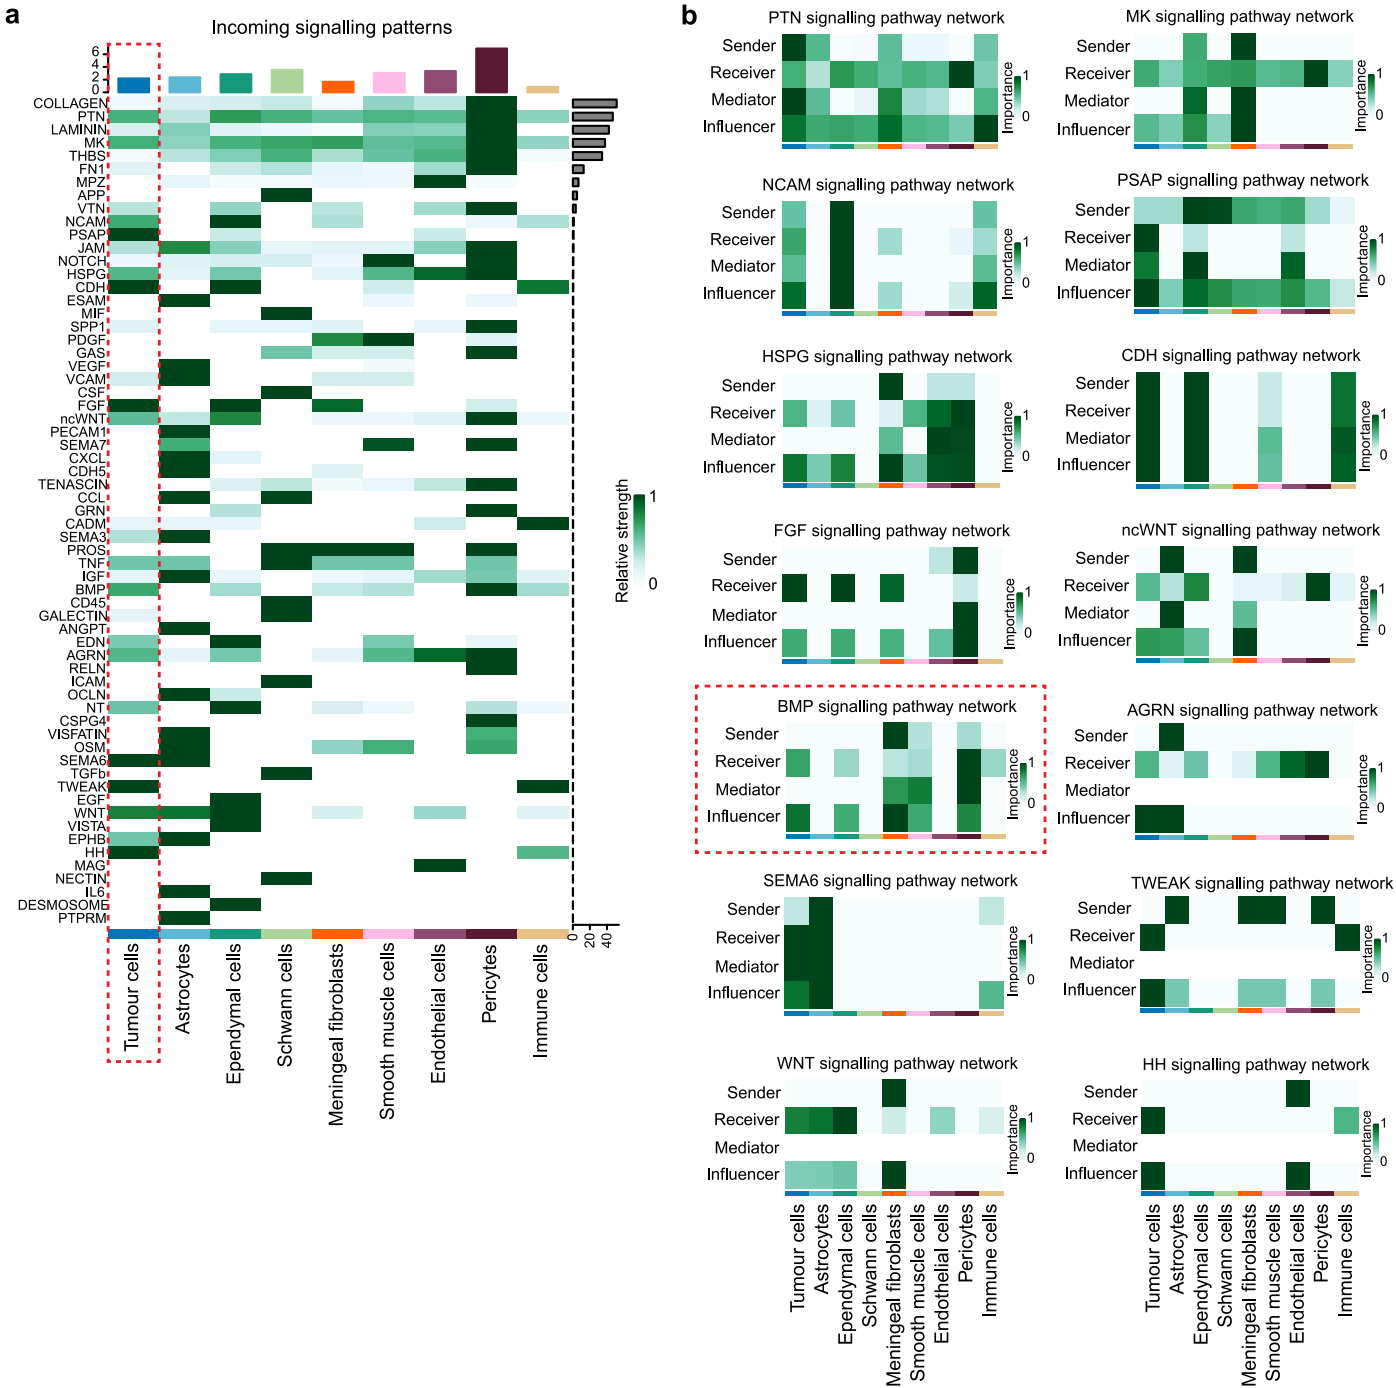 a
Incoming signalling patterns
6
4
2
0
COLLAGEN
PTN
LAMININ
MK
THBS
FN1
MPZ
APP
VTN
NCAM
PSAP
JAM
NOTCH
HSPG
CDH
ESAM
MIF
SPP1
PDGF
GAS
VEGF
VCAM
CSF
FGF
ncWNT
PECAM1
SEMA7
CXCL
CDH5
TENASCIN
CCL
GRN
CADM
SEMA3
PROS
TNF
IGF
BMP
CD45
GALECTIN
ANGPT
EDN
AGRN
RELN
ICAM
OCLN
NT
CSPG4
VISFATIN
OSM
SEMA6
TGFb
TWEAK
EGF
WNT
VISTA
EPHB
HH
MAG
NECTIN
IL6
DESMOSOME
PTPRM
0
20
40
Relative strength
1
0
Tumour cells
Astrocytes
Ependymal cells
Schwann cells
Meningeal fibroblasts
Smooth muscle cells
Endothelial cells
Pericytes
Immune cells
b
PTN signalling pathway network
Sender
Receiver
Mediator
Influencer
Importance
1
0
MK signalling pathway network
Sender
Receiver
Mediator
Influencer
Importance
1
0
NCAM signalling pathway network
Sender
Receiver
Mediator
Influencer
Importance
1
0
PSAP signalling pathway network
Sender
Receiver
Mediator
Influencer
Importance
1
0
HSPG signalling pathway network
Sender
Receiver
Mediator
Influencer
Importance
1
0
CDH signalling pathway network
Sender
Receiver
Mediator
Influencer
Importance
1
0
FGF signalling pathway network
Sender
Receiver
Mediator
Influencer
Importance
1
0
ncWNT signalling pathway network
Sender
Receiver
Mediator
Influencer
Importance
1
0
BMP signalling pathway network
Sender
Receiver
Mediator
Influencer
Importance
1
0
AGRN signalling pathway network
Sender
Receiver
Mediator
Influencer
Importance
1
0
SEMA6 signalling pathway network
Sender
Receiver
Mediator
Influencer
Importance
1
0
TWEAK signalling pathway network
Sender
Receiver
Mediator
Influencer
Importance
1
0
WNT signalling pathway network
Sender
Receiver
Mediator
Influencer
Importance
1
0
HH signalling pathway network
Sender
Receiver
Mediator
Influencer
Importance
1
0
Tumour cells
Astrocytes
Ependymal cells
Schwann cells
Meningeal fibroblasts
Smooth muscle cells
Endothelial cells
Pericytes
Immune cells
Tumour cells
Astrocytes
Ependymal cells
Schwann cells
Meningeal fibroblasts
Smooth muscle cells
Endothelial cells
Pericytes
Immune cells